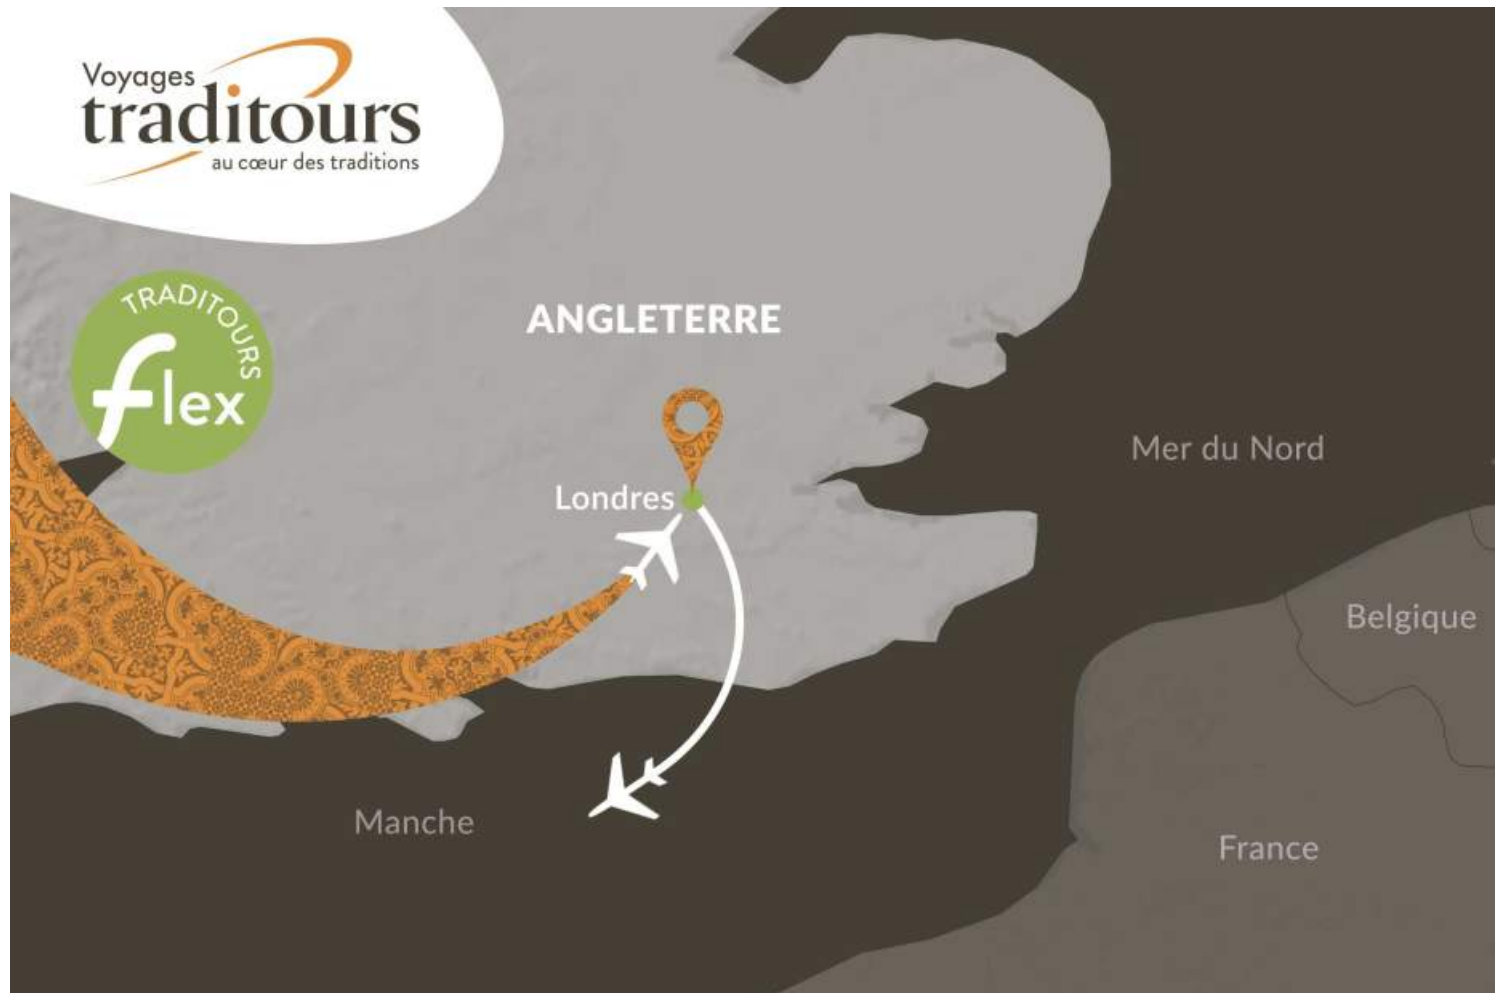 Voyages
traditours
au cœur des traditions
TRADITOURS
flex
ANGLETERRE
Mer du Nord
Londres
Belgique
Manche
France